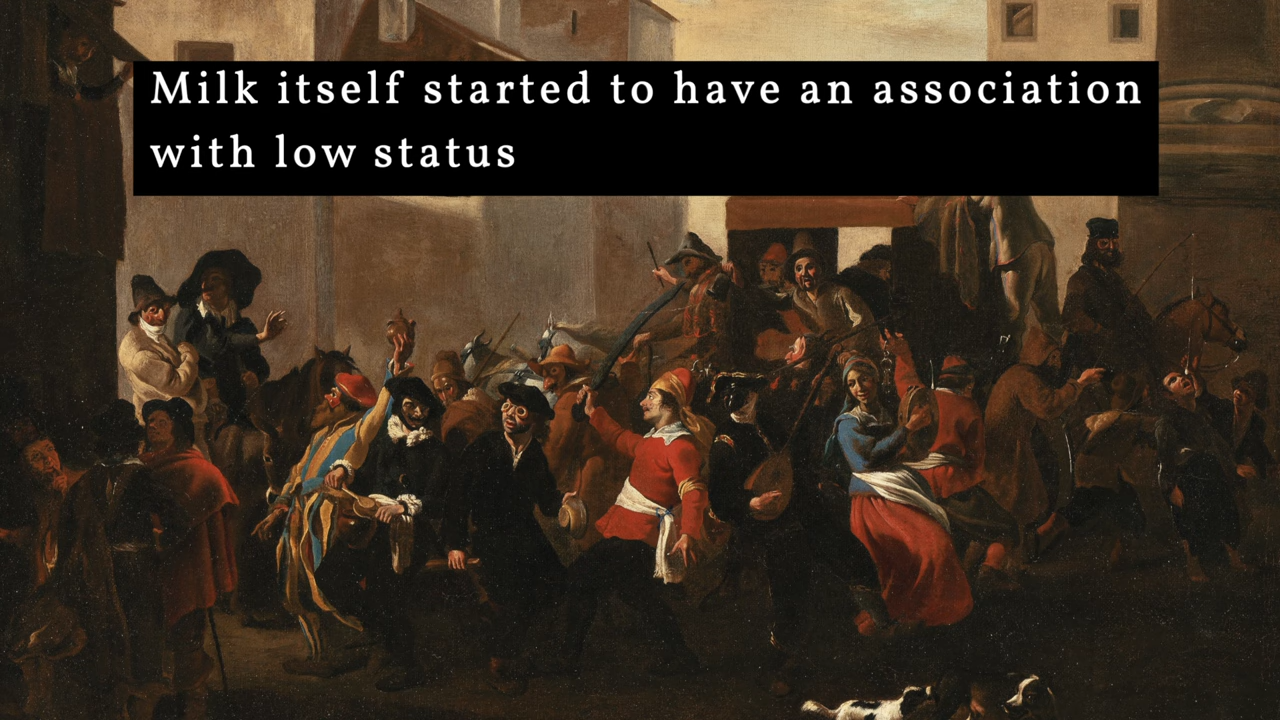 Milk itself started to have an association
with low status